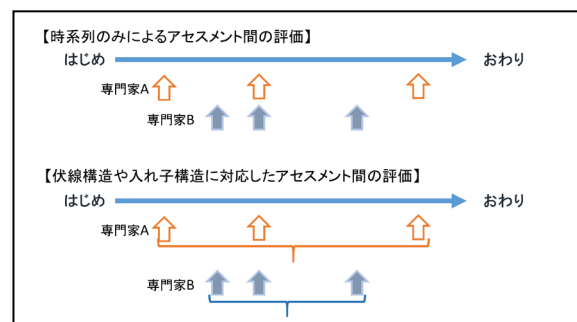 【時系列のみによるアセスメント間の評価】
はじめ
おわり
専門家A
専門家B
【伏線構造や入れ子構造に対応したアセスメント間の評価】
はじめ
おわり
専門家A
専門家B